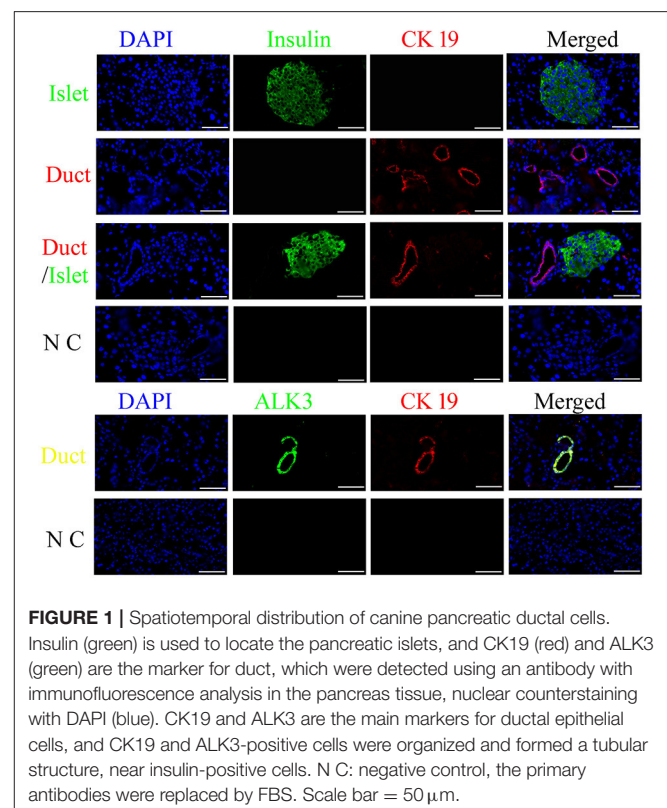 DAPI Insulin CK 19 Merged
Islet
Duct
Duct
/Islet
N C
DAPI ALK3 CK 19 Merged
Duct
N C
FIGURE 1 | Spatiotemporal distribution of canine pancreatic ductal cells.
Insulin (green) is used to locate the pancreatic islets, and CK19 (red) and ALK3
(green) are the marker for duct, which were detected using an antibody with
immunofluorescence analysis in the pancreas tissue, nuclear counterstaining
with DAPI (blue). CK19 and ALK3 are the main markers for ductal epithelial
cells, and CK19 and ALK3-positive cells were organized and formed a tubular
structure, near insulin-positive cells. N C: negative control, the primary
antibodies were replaced by FBS. Scale bar = 50 μm.